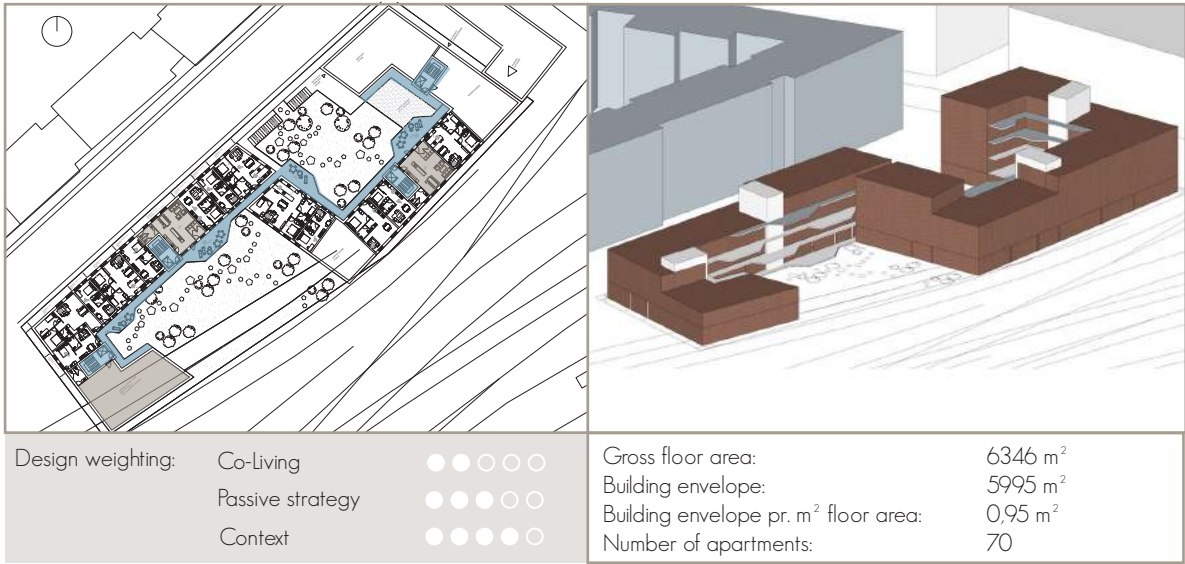 Design weighting:
Co-Living
Passive strategy
Context
Gross floor area: 6346 m²
Building envelope: 5995 m²
Building envelope pr. m² floor area: 0,95 m²
Number of apartments: 70